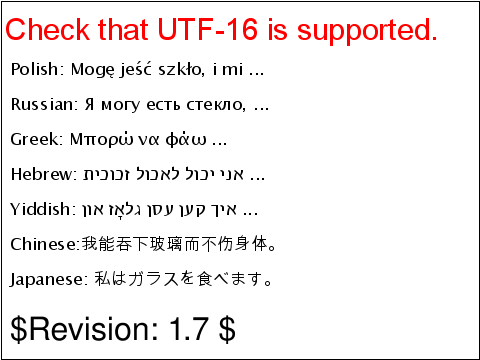 Check that UTF-16 is supported.
Polish: Mogę jeść szkło, i mi ...
Russian: Я могу есть стекло, ...
Greek: Μπορώ να φάω ...
Hebrew: אני יכול לאכול זכוכית ...
Yiddish: איך קען עסן גלאָז און ...
Chinese:我能吞下玻璃而不伤身体。
Japanese: 私はガラスを食べます。
$Revision: 1.7 $